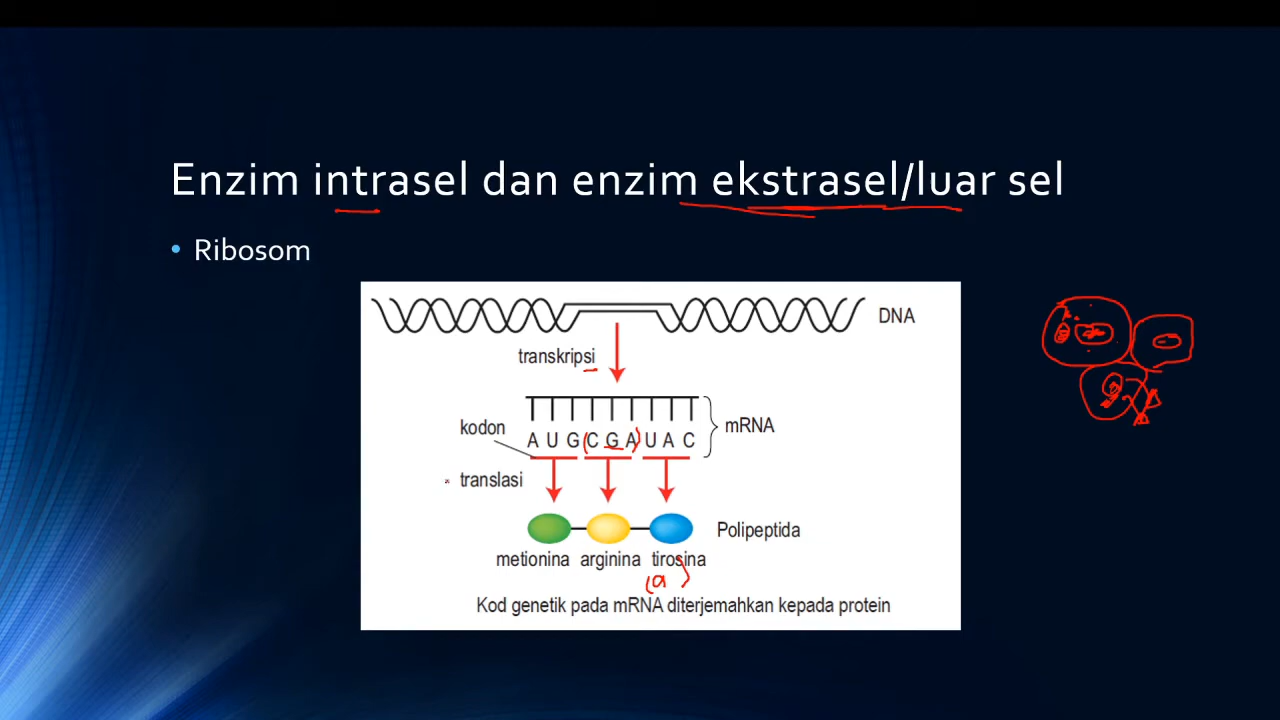 Enzim intrasel dan enzim ekstrasel/luar sel
• Ribosom
DNA
transkripsi
kodon
A U G C G A U A C
mRNA
translasi
Polipeptida
metionina arginina tirosina
(a )
Kod genetik pada mRNA diterjemahkan kepada protein